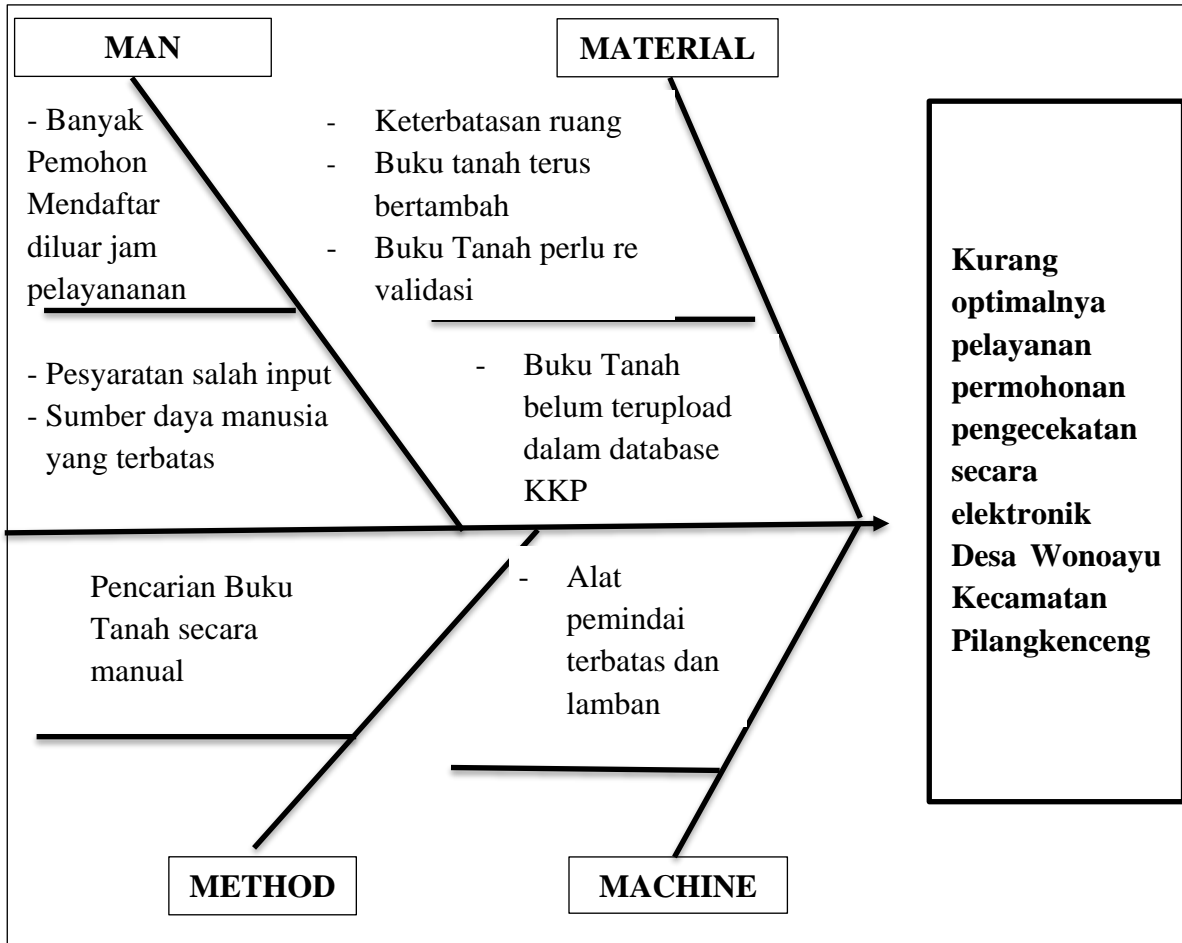 MAN
- Banyak
Pemohon
Mendaftar
diluar jam
pelayananan
- Pesyaratan salah input
- Sumber daya manusia
yang terbatas
MATERIAL
- Keterbatasan ruang
- Buku tanah terus
bertambah
- Buku Tanah perlu re
validasi
- Buku Tanah
belum terupload
dalam database
KKP
Pencarian Buku
Tanah secara
manual
METHOD
- Alat
pemindai
terbatas dan
lamban
MACHINE
Kurang
optimalnya
pelayanan
permohonan
pengecekatan
secara
elektronik
Desa Wonoayu
Kecamatan
Pilangkenceng